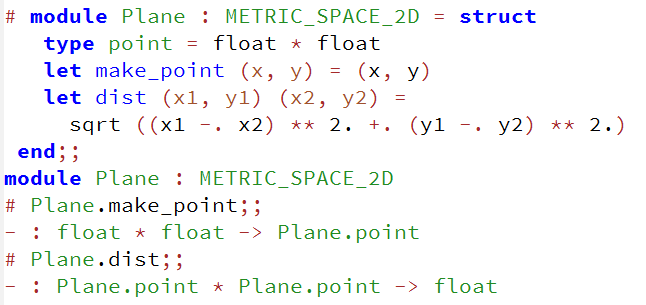 # module Plane : METRIC_SPACE_2D = struct
type point = float * float
let make_point (x, y) = (x, y)
let dist (x1, y1) (x2, y2) =
sqrt ((x1 -. x2) ** 2. +. (y1 -. y2) ** 2.)
end;;
module Plane : METRIC_SPACE_2D
# Plane.make_point;;
- : float * float -> Plane.point
# Plane.dist;;
- : Plane.point * Plane.point -> float